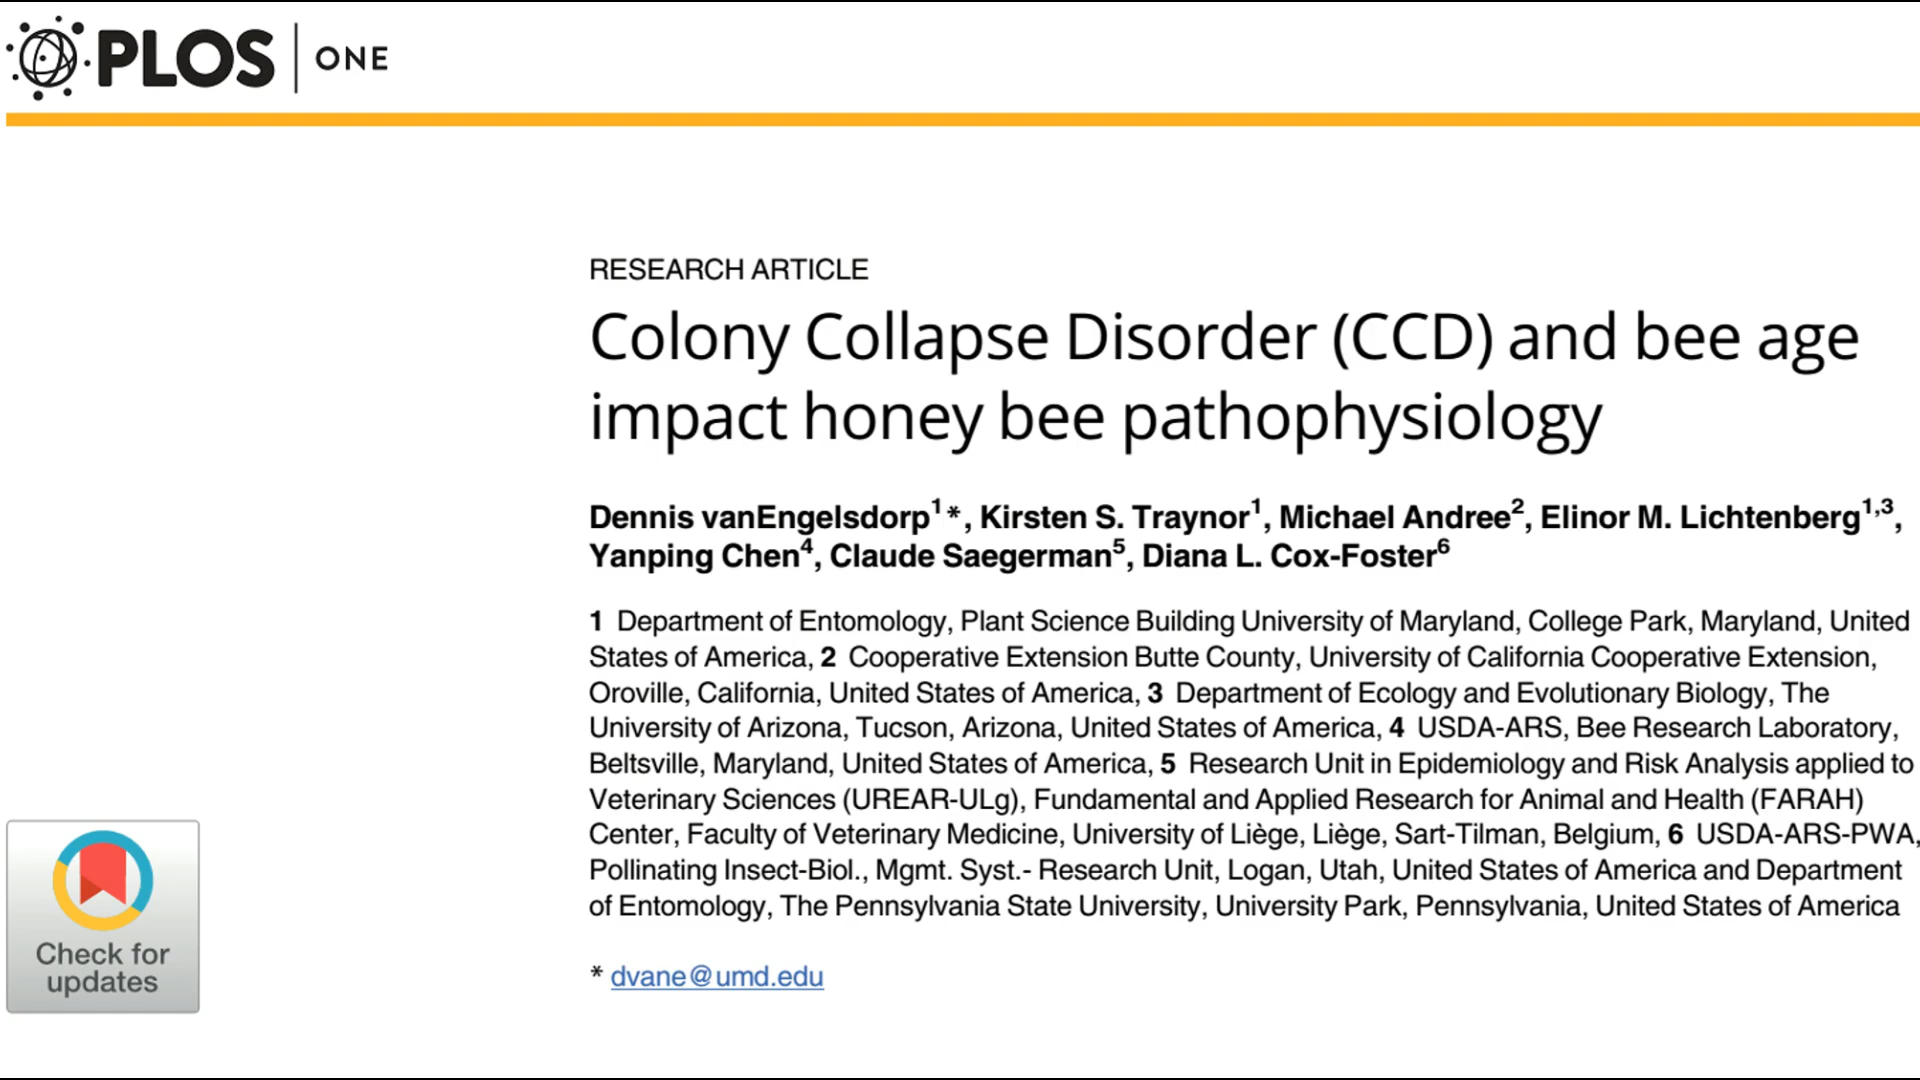 PLOS ONE
RESEARCH ARTICLE
Colony Collapse Disorder (CCD) and bee age
impact honey bee pathophysiology
Dennis vanEngelsdorp1*, Kirsten S. Traynor1, Michael Andree2, Elinor M. Lichtenberg1,3,
Yanping Chen4, Claude Saegerman5, Diana L. Cox-Foster6
1 Department of Entomology, Plant Science Building University of Maryland, College Park, Maryland, United
States of America, 2 Cooperative Extension Butte County, University of California Cooperative Extension,
Oroville, California, United States of America, 3 Department of Ecology and Evolutionary Biology, The
University of Arizona, Tucson, Arizona, United States of America, 4 USDA-ARS, Bee Research Laboratory,
Beltsville, Maryland, United States of America, 5 Research Unit in Epidemiology and Risk Analysis applied to
Veterinary Sciences (UREAR-ULg), Fundamental and Applied Research for Animal and Health (FARAH)
Center, Faculty of Veterinary Medicine, University of Liège, Liège, Sart-Tilman, Belgium, 6 USDA-ARS-PWA,
Pollinating Insect-Biol., Mgmt. Syst.- Research Unit, Logan, Utah, United States of America and Department
of Entomology, The Pennsylvania State University, University Park, Pennsylvania, United States of America
* dvane@umd.edu
Check for
updates